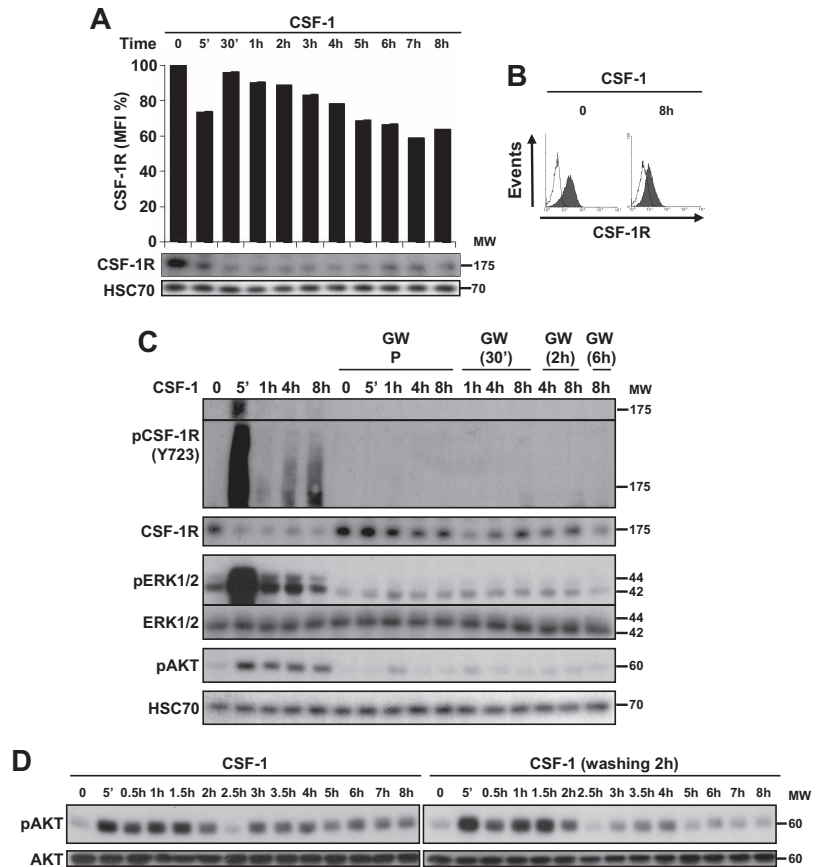 A
CSF-1
Time 0 5' 30' 1h 2h 3h 4h 5h 6h 7h 8h
CSF-1R (MFI %)
100
80
60
40
20
0
MW
CSF-1R 175
HSC70 70
B
CSF-1
0 8h
Events
CSF-1R
C
GW GW GW GW
P (30') (2h) (6h)
CSF-1 0 5' 1h 4h 8h 0 5' 1h 4h 8h 1h 4h 8h 4h 8h 8h MW
175
pCSF-1R
(Y723)
175
CSF-1R 175
pERK1/2 44
42
ERK1/2 44
42
pAKT 60
HSC70 70
D
CSF-1 CSF-1 (washing 2h)
0 5' 0.5h 1h 1.5h 2h 2.5h 3h 3.5h 4h 5h 6h 7h 8h 0 5' 0.5h 1h 1.5h 2h 2.5h 3h 3.5h 4h 5h 6h 7h 8h MW
pAKT 60
AKT 60